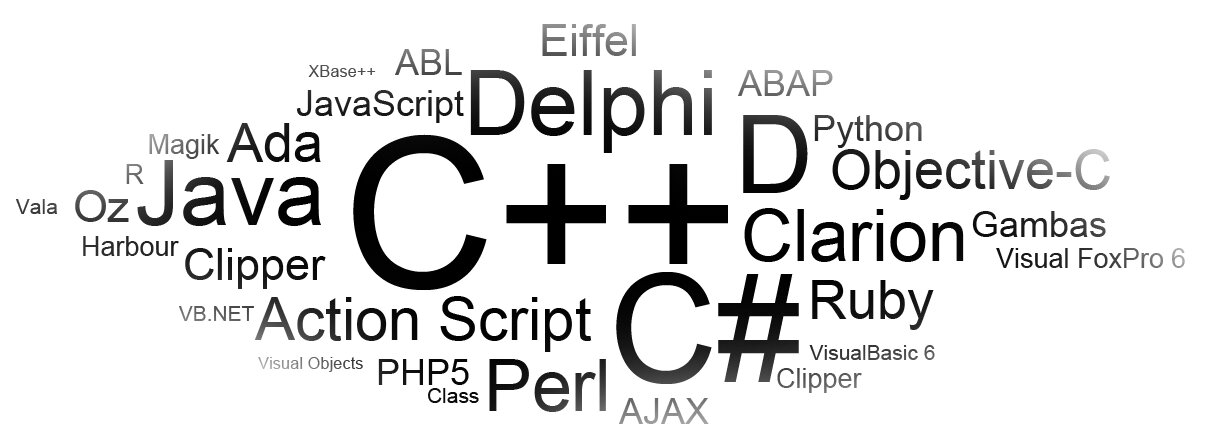 Eiffel
XBase++ ABL
Delphi
ABAP
JavaScript
Python
Magik Ada
D
Objective-C
R
Java
C++
Vala
Oz
Clarion
Gambas
Harbour
Clipper
Visual FoxPro 6
VB.NET
Action Script
C#
Ruby
Visual Objects
PHP5
VisualBasic 6
Class
Perl
Clipper
AJAX